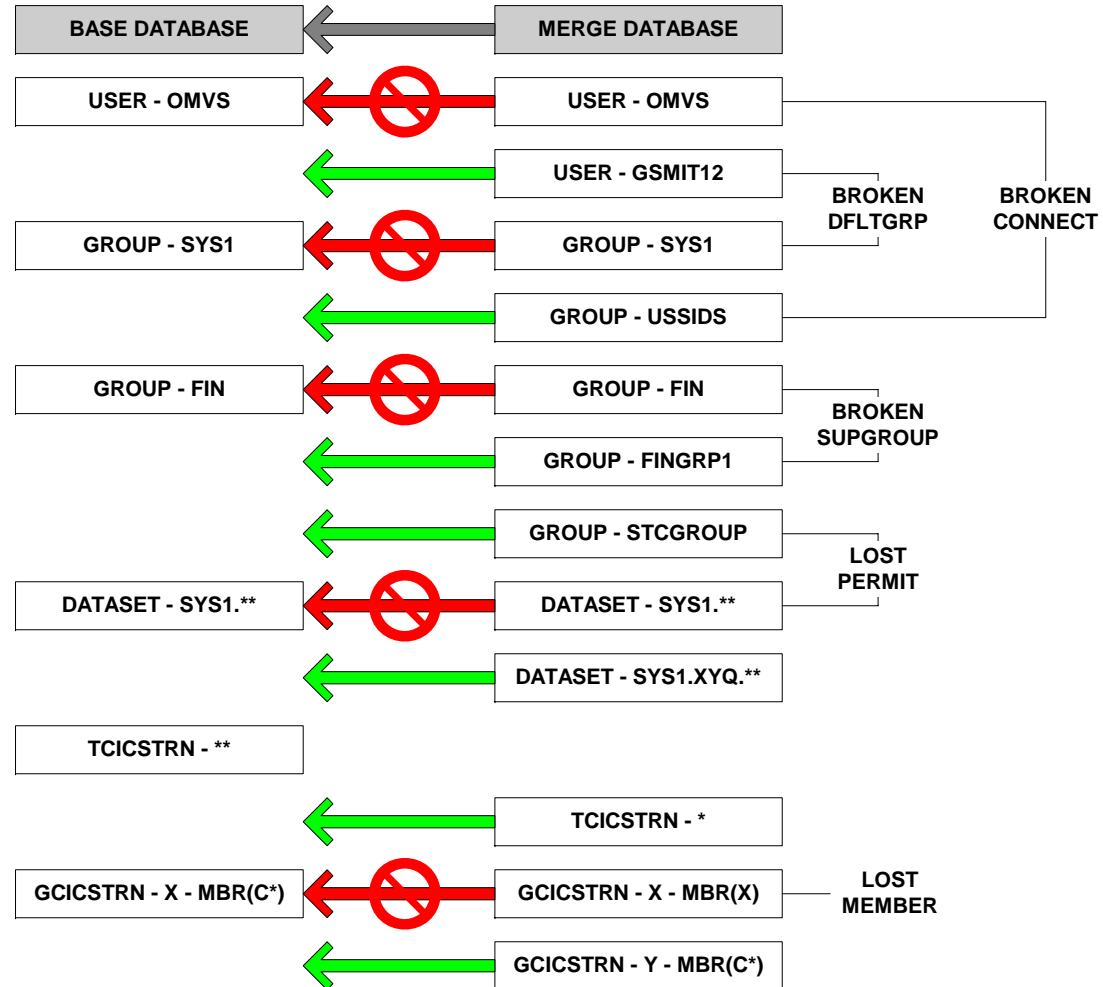 BASE DATABASE
MERGE DATABASE
USER - OMVS
USER - OMVS
USER - GSMIT12
BROKEN
DFLTGRP
BROKEN
CONNECT
GROUP - SYS1
GROUP - SYS1
GROUP - USSIDS
GROUP - FIN
GROUP - FIN
BROKEN
SUPGROUP
GROUP - FINGRP1
GROUP - STCGROUP
LOST
PERMIT
DATASET - SYS1.**
DATASET - SYS1.**
DATASET - SYS1.XYQ.**
TCICSTRN - **
TCICSTRN - *
GCICSTRN - X - MBR(C*)
GCICSTRN - X - MBR(X)
LOST
MEMBER
GCICSTRN - Y - MBR(C*)